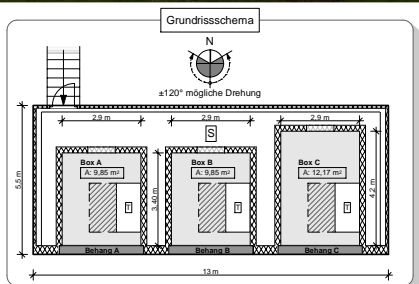 Grundrissschema
N
±120° mögliche Drehung
2,9 m
2,9 m
2,9 m
S
Box A
A: 9,85 m²
Box B
A: 9,85 m²
Box C
A: 12,17 m²
5,5 m
3,40 m
4,2 m
T
T
T
Behang A
Behang B
Behang C
13 m